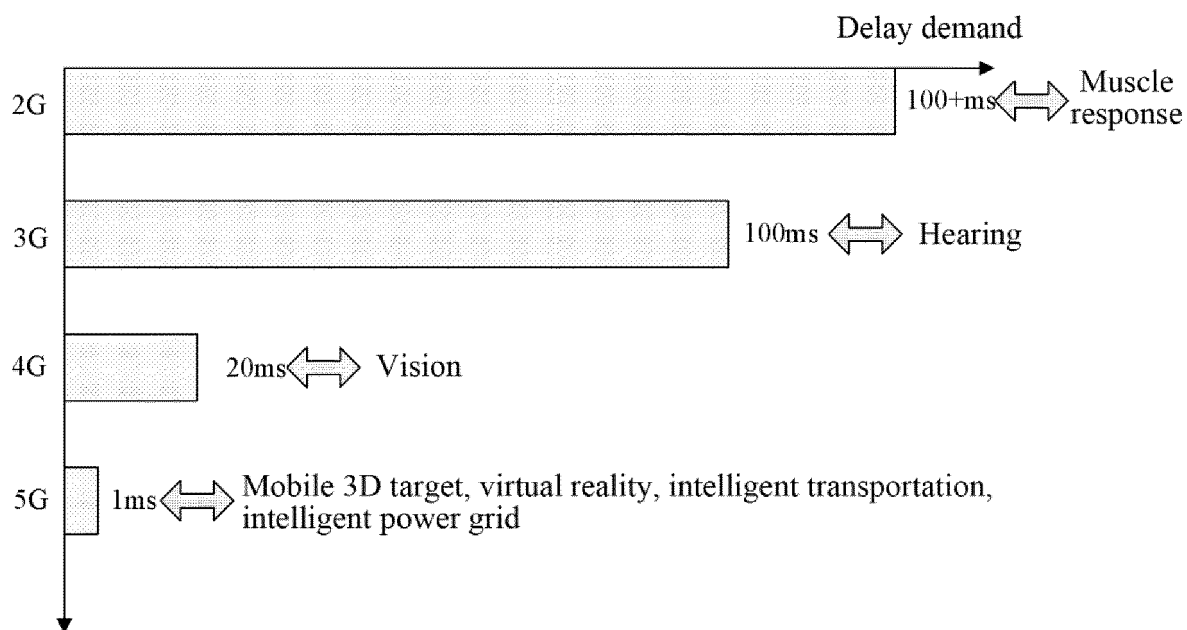 Delay demand
2G
100+ms
Muscle
response
3G
100ms
Hearing
4G
20ms
Vision
5G
1ms
Mobile 3D target, virtual reality, intelligent transportation,
intelligent power grid